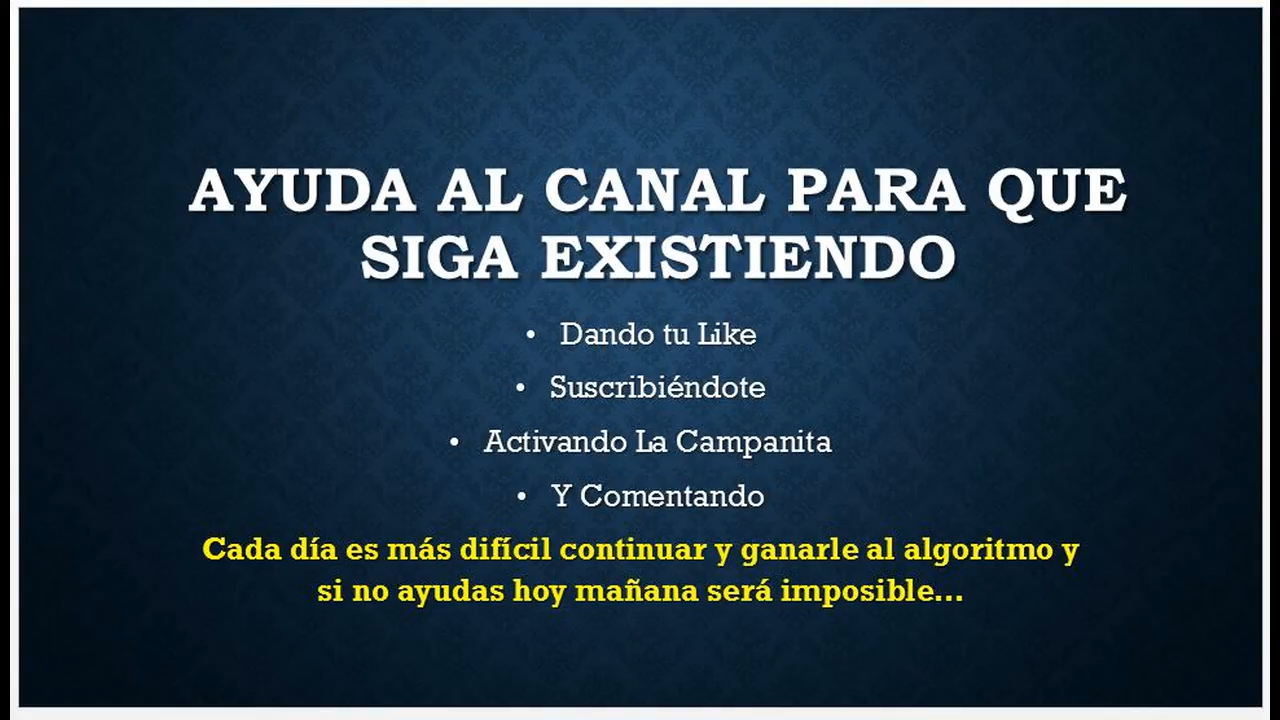 AYUDA AL CANAL PARA QUE
SIGA EXISTIENDO
• Dando tu Like
• Suscribiéndote
• Activando La Campanita
• Y Comentando
Cada día es más difícil continuar y ganarle al algoritmo y
si no ayudas hoy mañana será imposible...